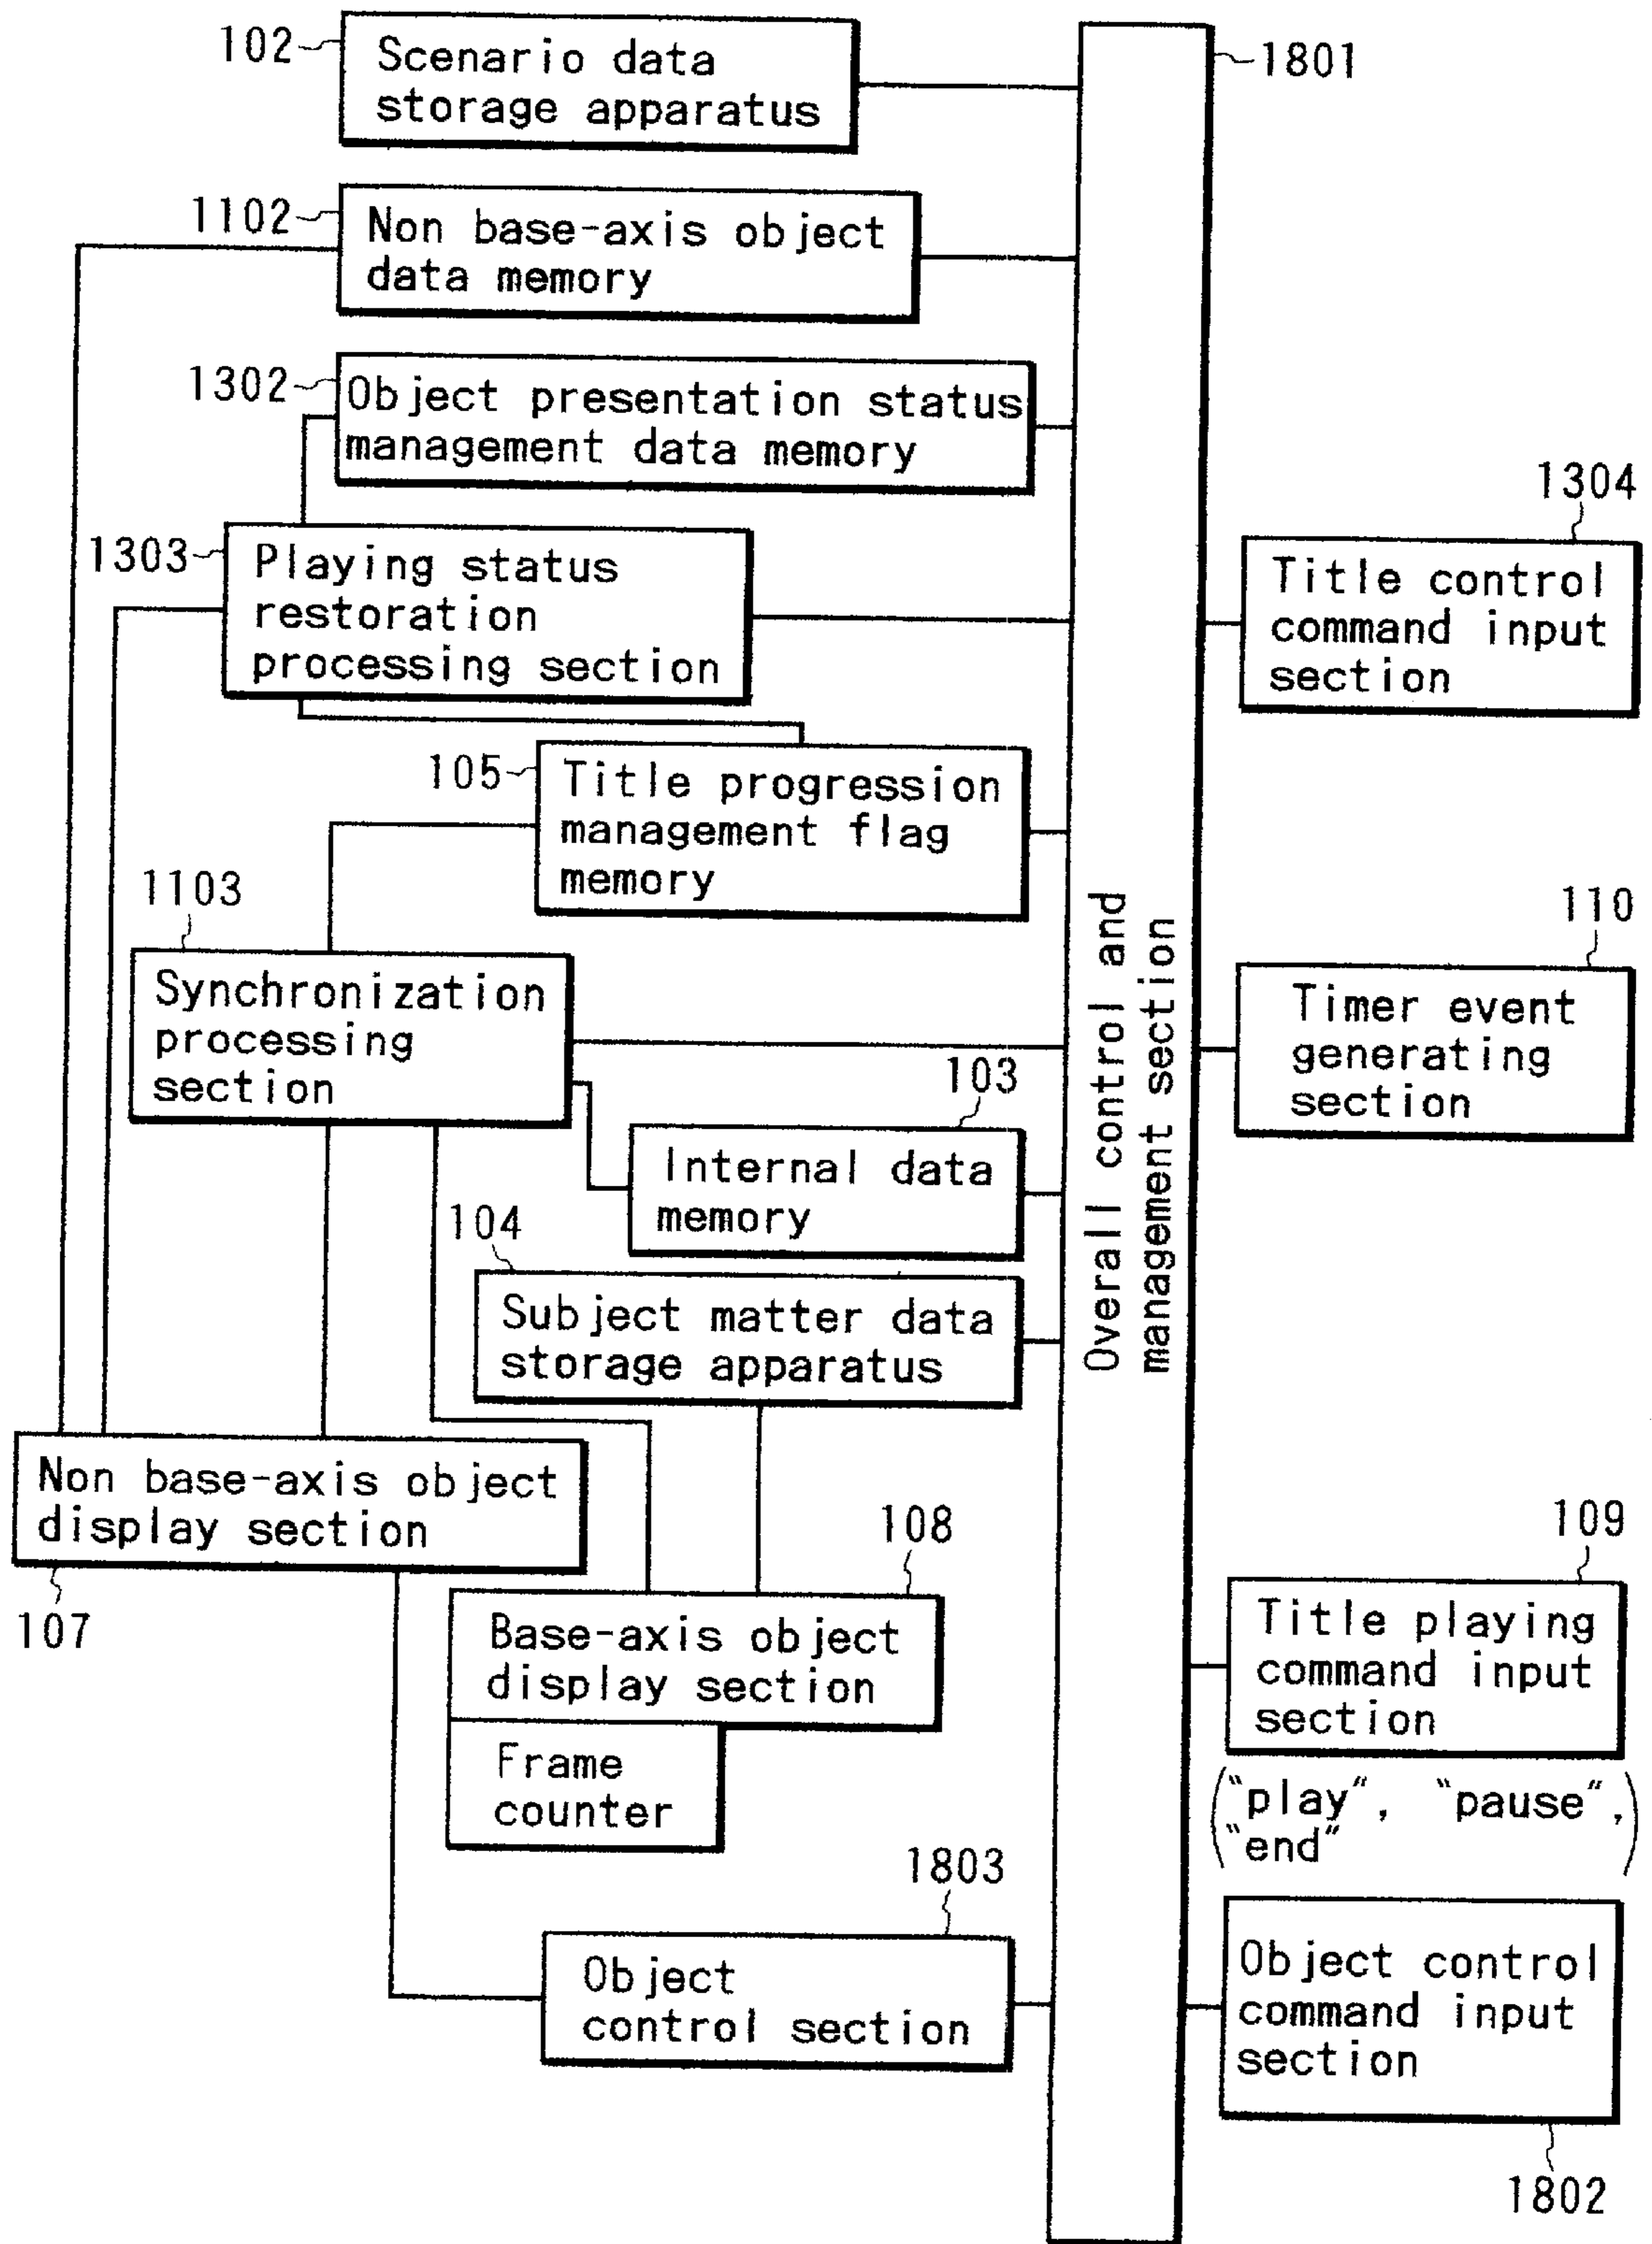 102
Scenario data
storage apparatus
1801
1102
Non base-axis object
data memory
1302
Object presentation status
management data memory
1303
Playing status
restoration
processing section
1304
Title control
command input
section
105
Title progression
management flag
memory
1103
Synchronization
processing
section
Overall control and
management section
110
Timer event
generating
section
103
Internal data
memory
104
Subject matter data
storage apparatus
Non base-axis object
display section
107
108
Base-axis object
display section
Frame
counter
109
Title playing
command input
section
("play", "pause",
"end")
1803
Object
control section
Object control
command input
section
1802